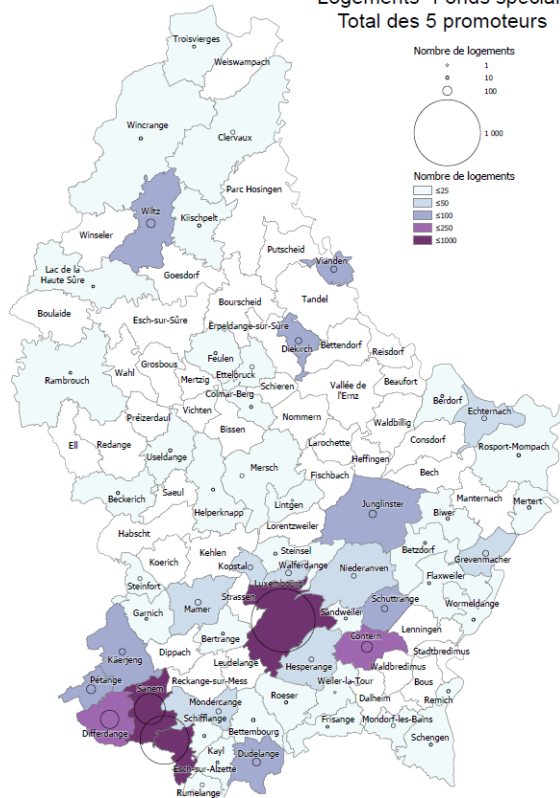 Logements "Fonds spécial"
Total des 5 promoteurs
Nombre de logements
1
10
100
1 000
Nombre de logements
≤25
≤50
≤100
≤250
≤1000
Troisvierges
Weiswampach
Wincrange
Clervaux
Parc Hosingen
Wiltz
Kiischpelt
Winseler
Putscheid
Vianden
Lac de la
Haute Sûre
Goesdorf
Tandel
Bourscheid
Boulaide
Esch-sur-Sûre
Erpeldange-sur-Sûre
Diekirch
Bettendorf
Reisdorf
Feulen
Grosbous
Ettelbruck
Wahl
Mertzig
Schieren
Vallée de
l'Ernz
Beaufort
Rambrouch
Colmar-Berg
Berdorf
Vichten
Nommern
Préizerdaul
Waldbillig
Echternach
Bissen
Consdorf
Ell
Redange
Larochette
Rosport-Mompach
Useldange
Heffingen
Mersch
Fischbach
Bech
Saeul
Beckerich
Manternach
Mertert
Helperknapp
Lintgen
Junglinster
Biwer
Lorentzweiler
Habscht
Betzdorf
Kehlen
Steinsel
Grevenmacher
Koerich
Kopstal
Walferdange
Niederanven
Flaxweiler
Steinfort
Luxembourg
Strassen
Schuttrange
Mamer
Wormeldange
Garnich
Sandweiler
Lenningen
Bertrange
Contern
Stadtbredimus
Dippach
Käerjeng
Leudelange
Hesperange
Waldbredimus
Reckange-sur-Mess
Bous
Pétange
Sanem
Weiler-la-Tour
Dalheim
Remich
Mondercange
Roeser
Schifflange
Frisange
Mondorf-les-Bains
Differdange
Bettembourg
Schengen
Kayl
Dudelange
Esch-sur-Alzette
Rumelange